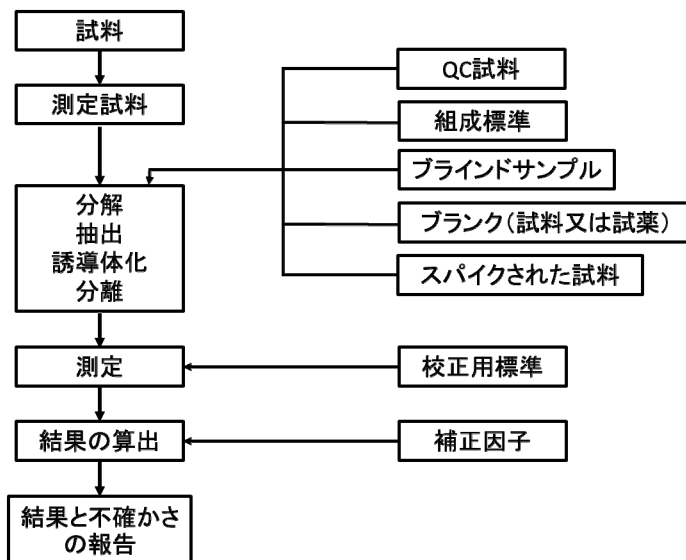 試料
測定試料
分解
抽出
誘導体化
分離
測定
結果の算出
結果と不確かさ
の報告
QC試料
組成標準
ブラインドサンプル
ブランク(試料又は試薬)
スパイクされた試料
校正用標準
補正因子